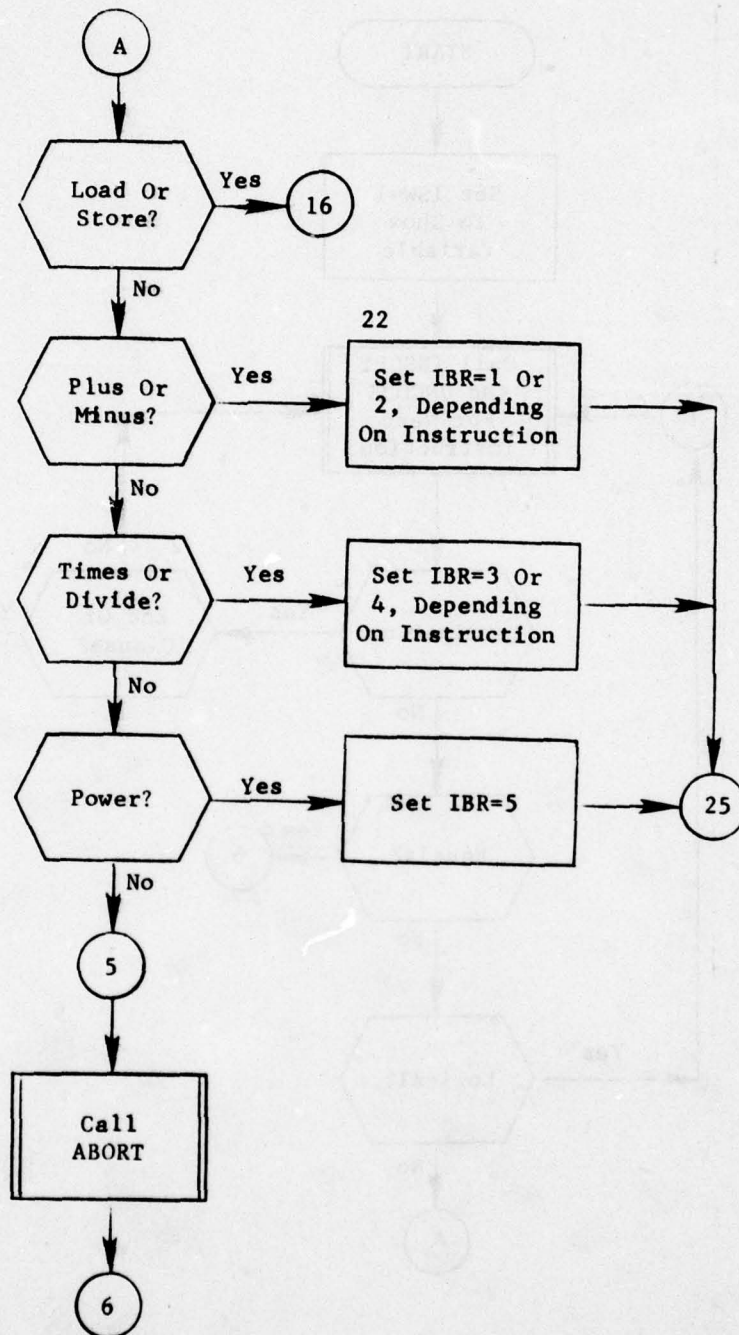 A
Load Or
Store?
Yes
16
No
22
Plus Or
Minus?
Yes
Set IBR=1 Or
2, Depending
On Instruction
No
Times Or
Divide?
Yes
Set IBR=3 Or
4, Depending
On Instruction
No
Power?
Yes
Set IBR=5
25
No
5
Call
ABORT
6